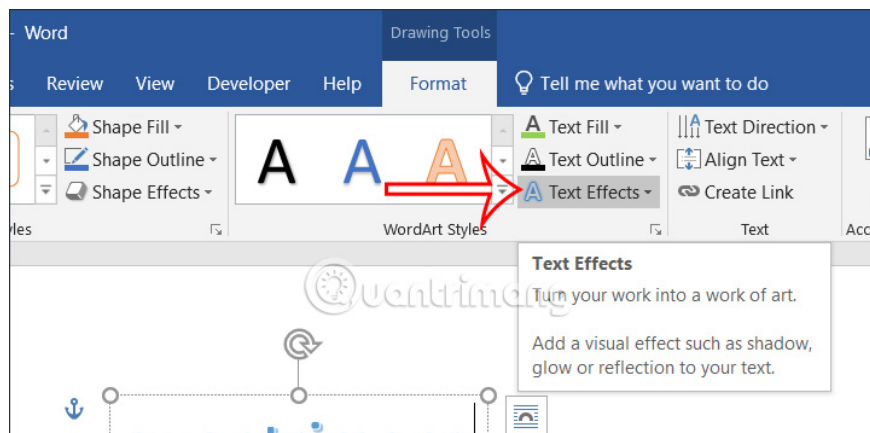 - Word
Drawing Tools
s Review View Developer Help Format Tell me what you want to do
Shape Fill
Shape Outline
Shape Effects
A A A
Text Fill
Text Outline
Text Effects
Text Direction
Align Text
Create Link
yles
WordArt Styles
Text
Acc
Text Effects
Turn your work into a work of art.
Add a visual effect such as shadow,
glow or reflection to your text.
Quantrimang